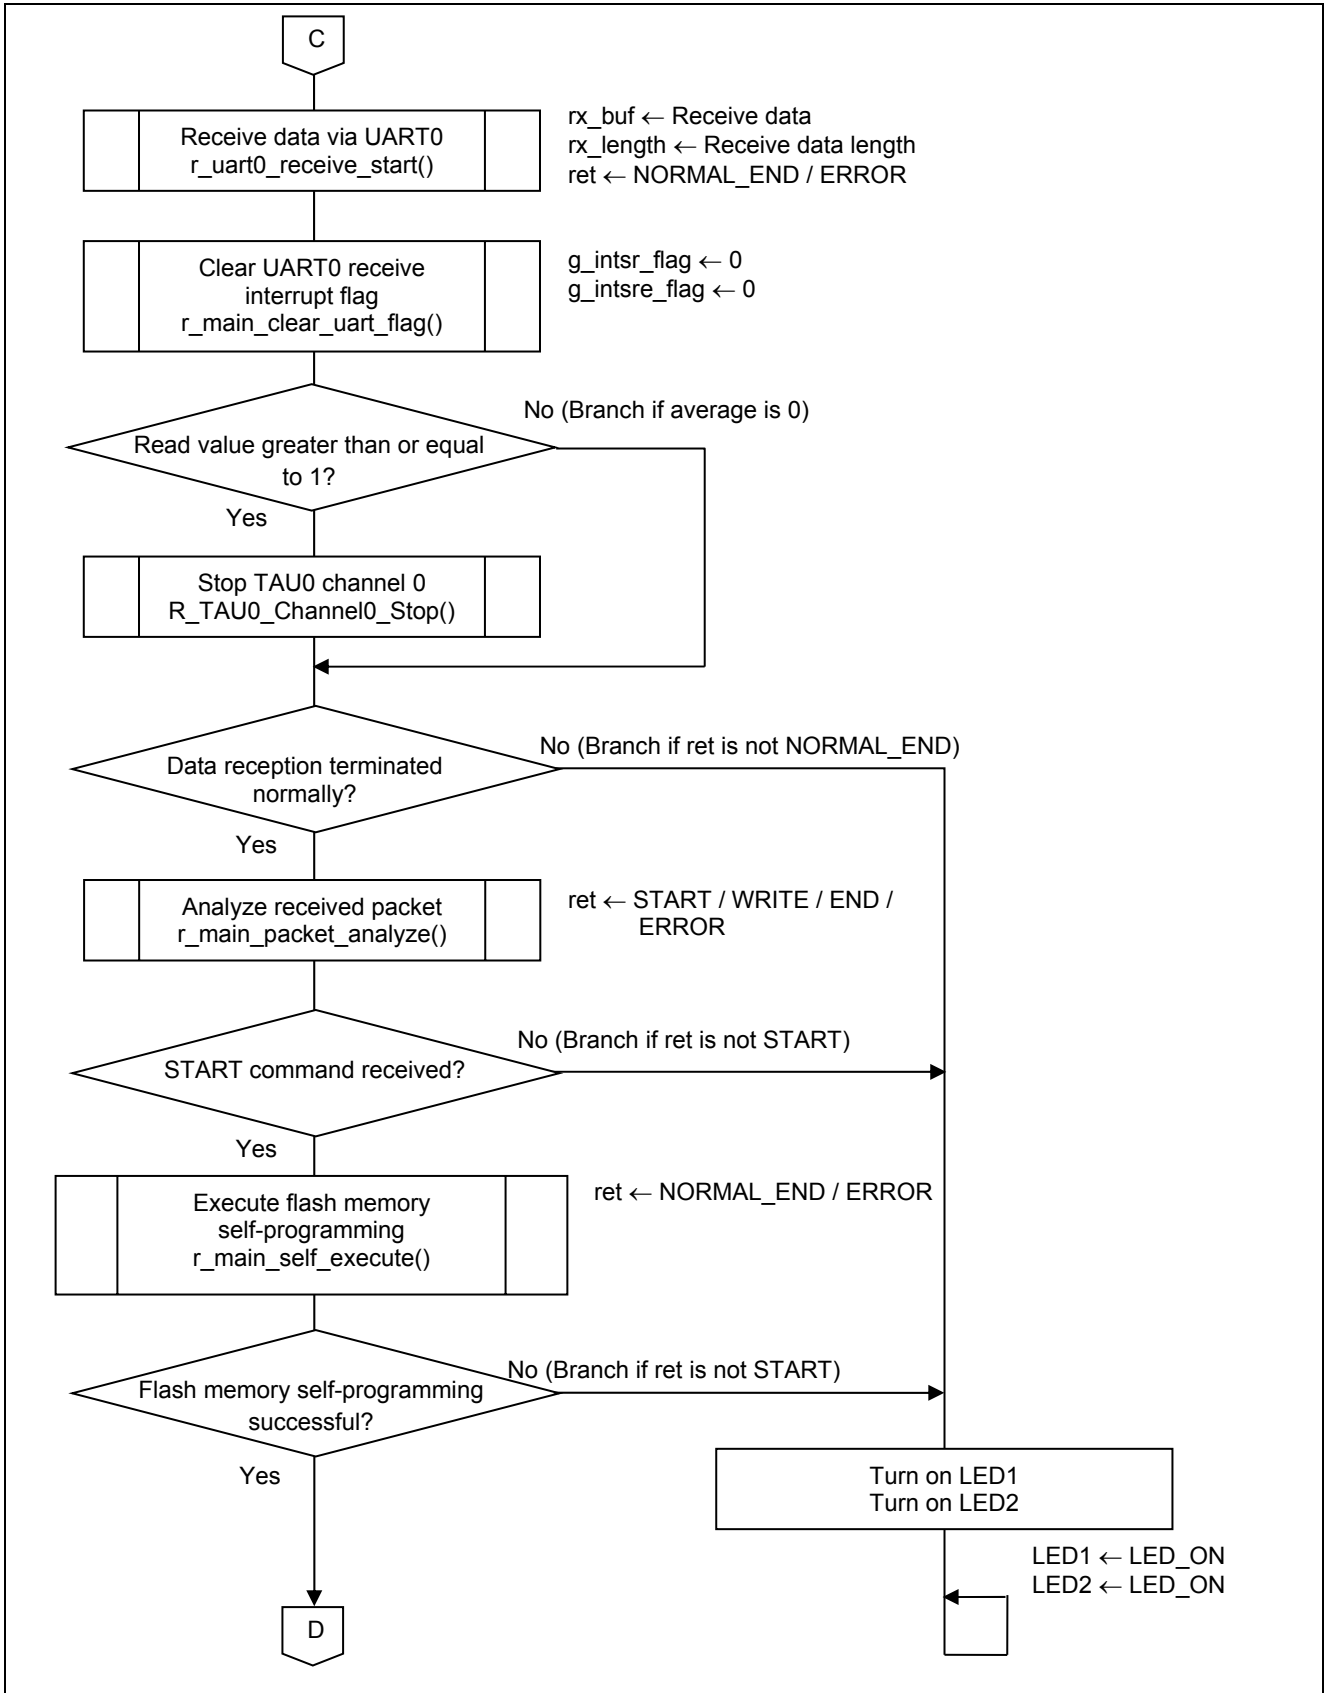 C
Receive data via UART0
r_uart0_receive_start()
rx_buf ← Receive data
rx_length ← Receive data length
ret ← NORMAL_END / ERROR
Clear UART0 receive
interrupt flag
r_main_clear_uart_flag()
g_intsr_flag ← 0
g_intsre_flag ← 0
No (Branch if average is 0)
Read value greater than or equal
to 1?
Yes
Stop TAU0 channel 0
R_TAU0_Channel0_Stop()
No (Branch if ret is not NORMAL_END)
Data reception terminated
normally?
Yes
Analyze received packet
r_main_packet_analyze()
ret ← START / WRITE / END /
ERROR
No (Branch if ret is not START)
START command received?
Yes
Execute flash memory
self-programming
r_main_self_execute()
ret ← NORMAL_END / ERROR
No (Branch if ret is not START)
Flash memory self-programming
successful?
Yes
Turn on LED1
Turn on LED2
LED1 ← LED_ON
LED2 ← LED_ON
D